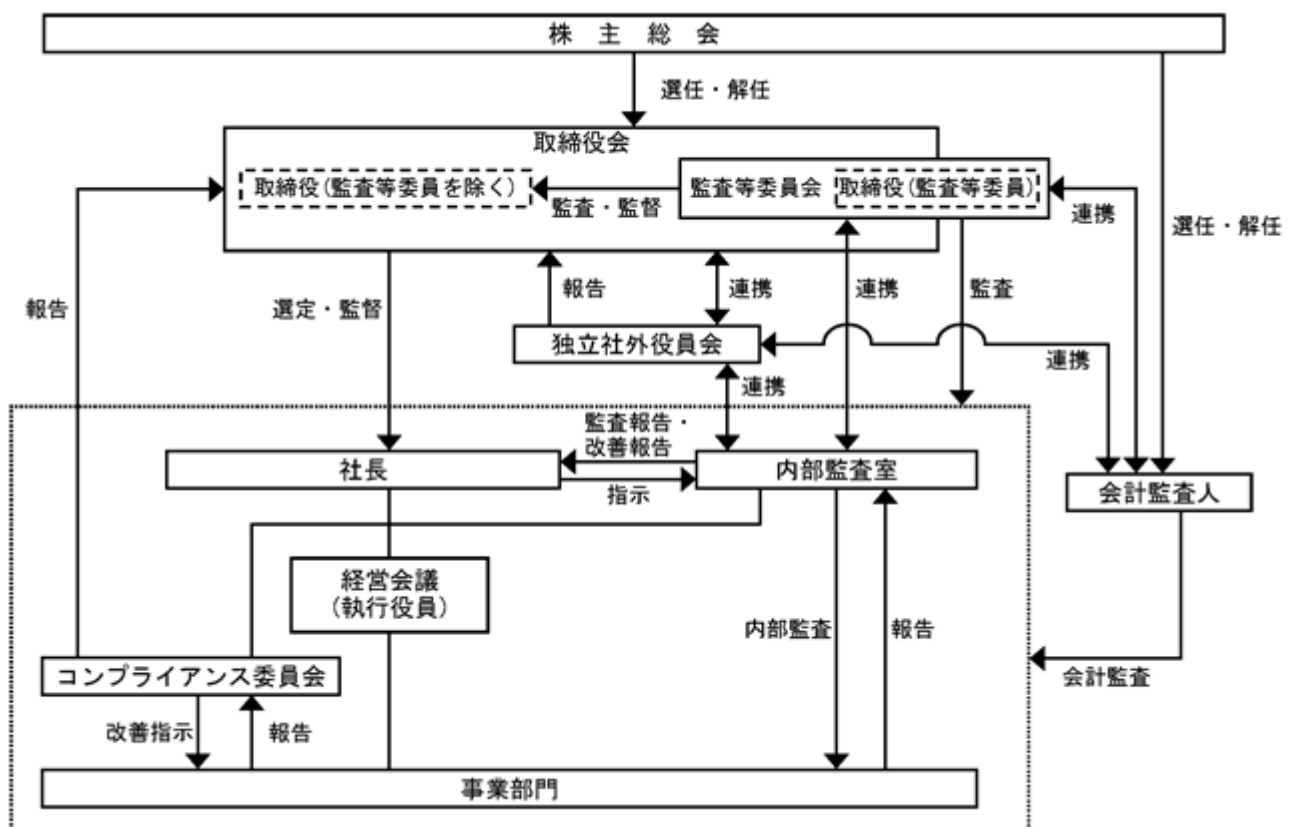 株　主　総　会
選任・解任
取締役会
取締役(監査等委員を除く)
監査等委員会
取締役(監査等委員)
監査・監督
連携
選任・解任
報告
選定・監督
報告
連携
連携
監査
独立社外役員会
連携
連携
監査報告・
改善報告
社長
内部監査室
指示
会計監査人
経営会議
(執行役員)
内部監査
報告
コンプライアンス委員会
会計監査
改善指示
報告
事業部門